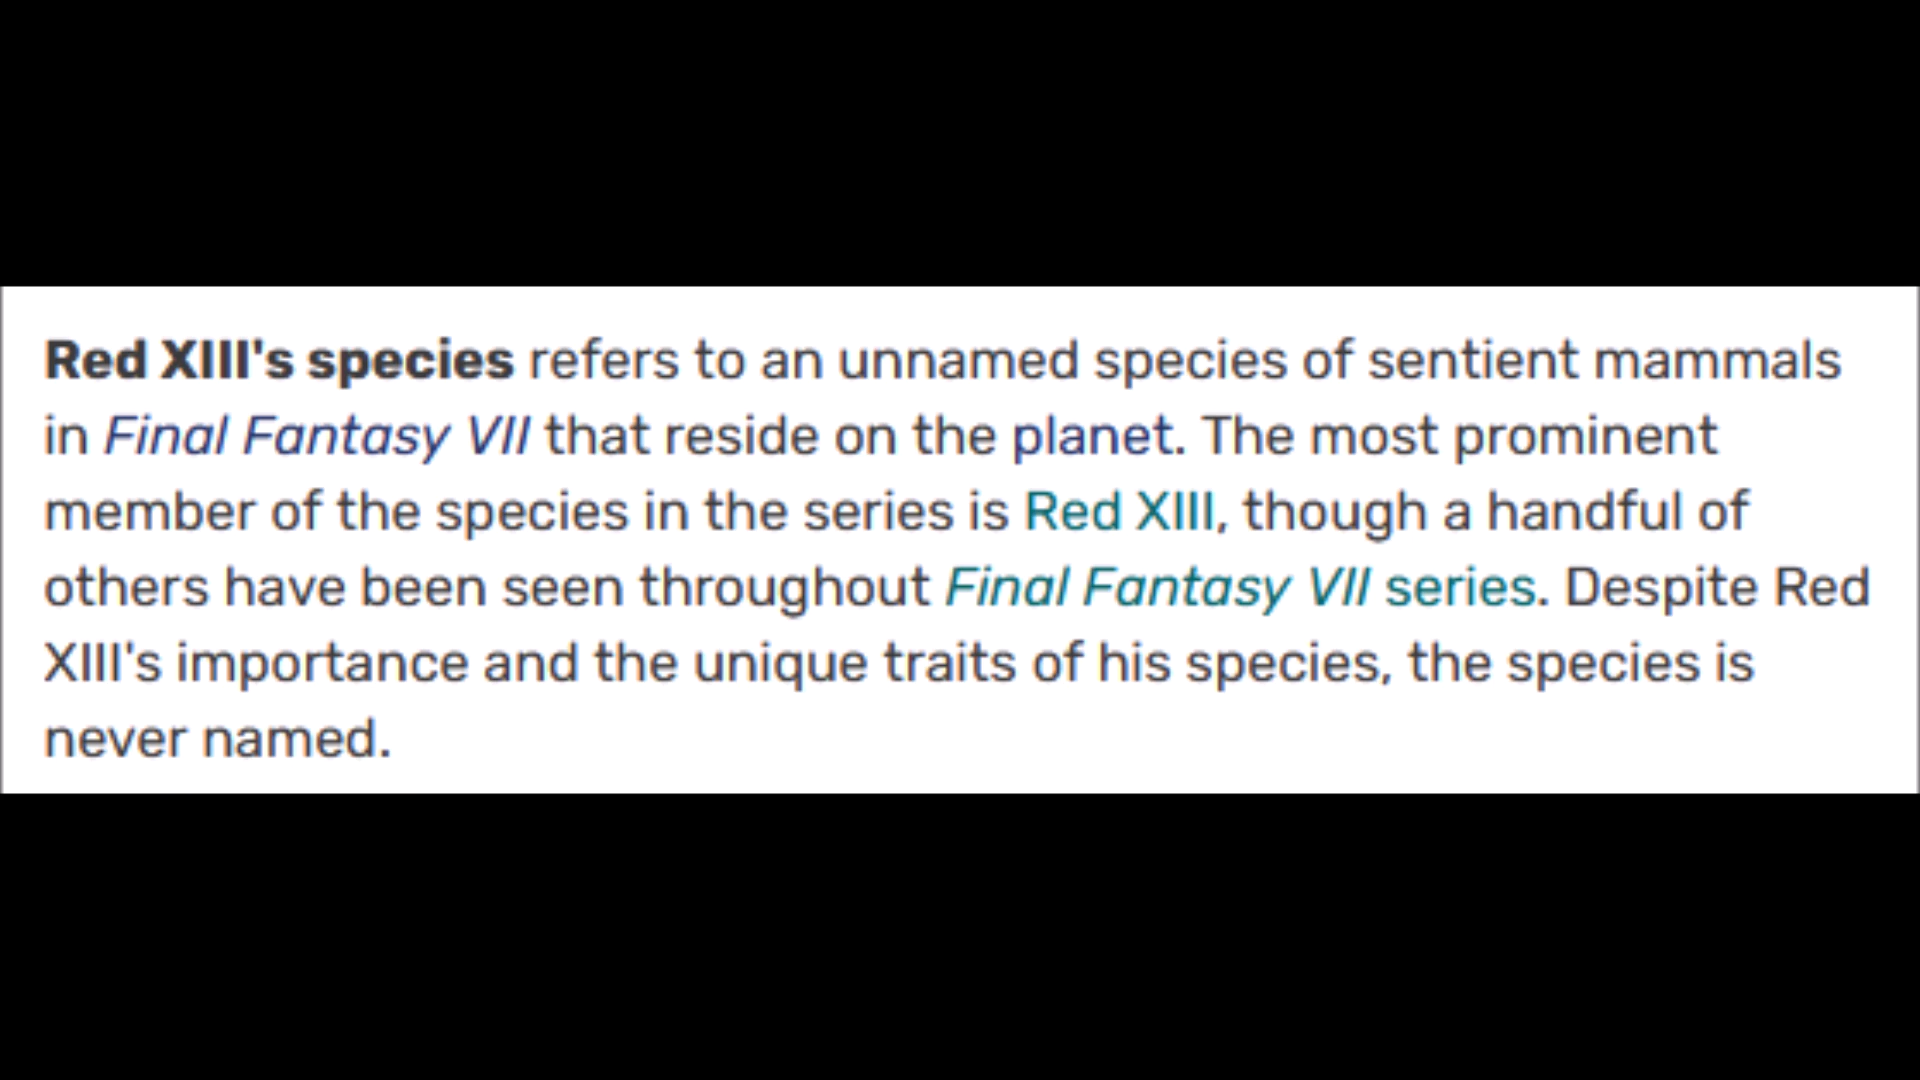 Red XIII's species refers to an unnamed species of sentient mammals
in Final Fantasy VII that reside on the planet. The most prominent
member of the species in the series is Red XIII, though a handful of
others have been seen throughout Final Fantasy VII series. Despite Red
XIII's importance and the unique traits of his species, the species is
never named.